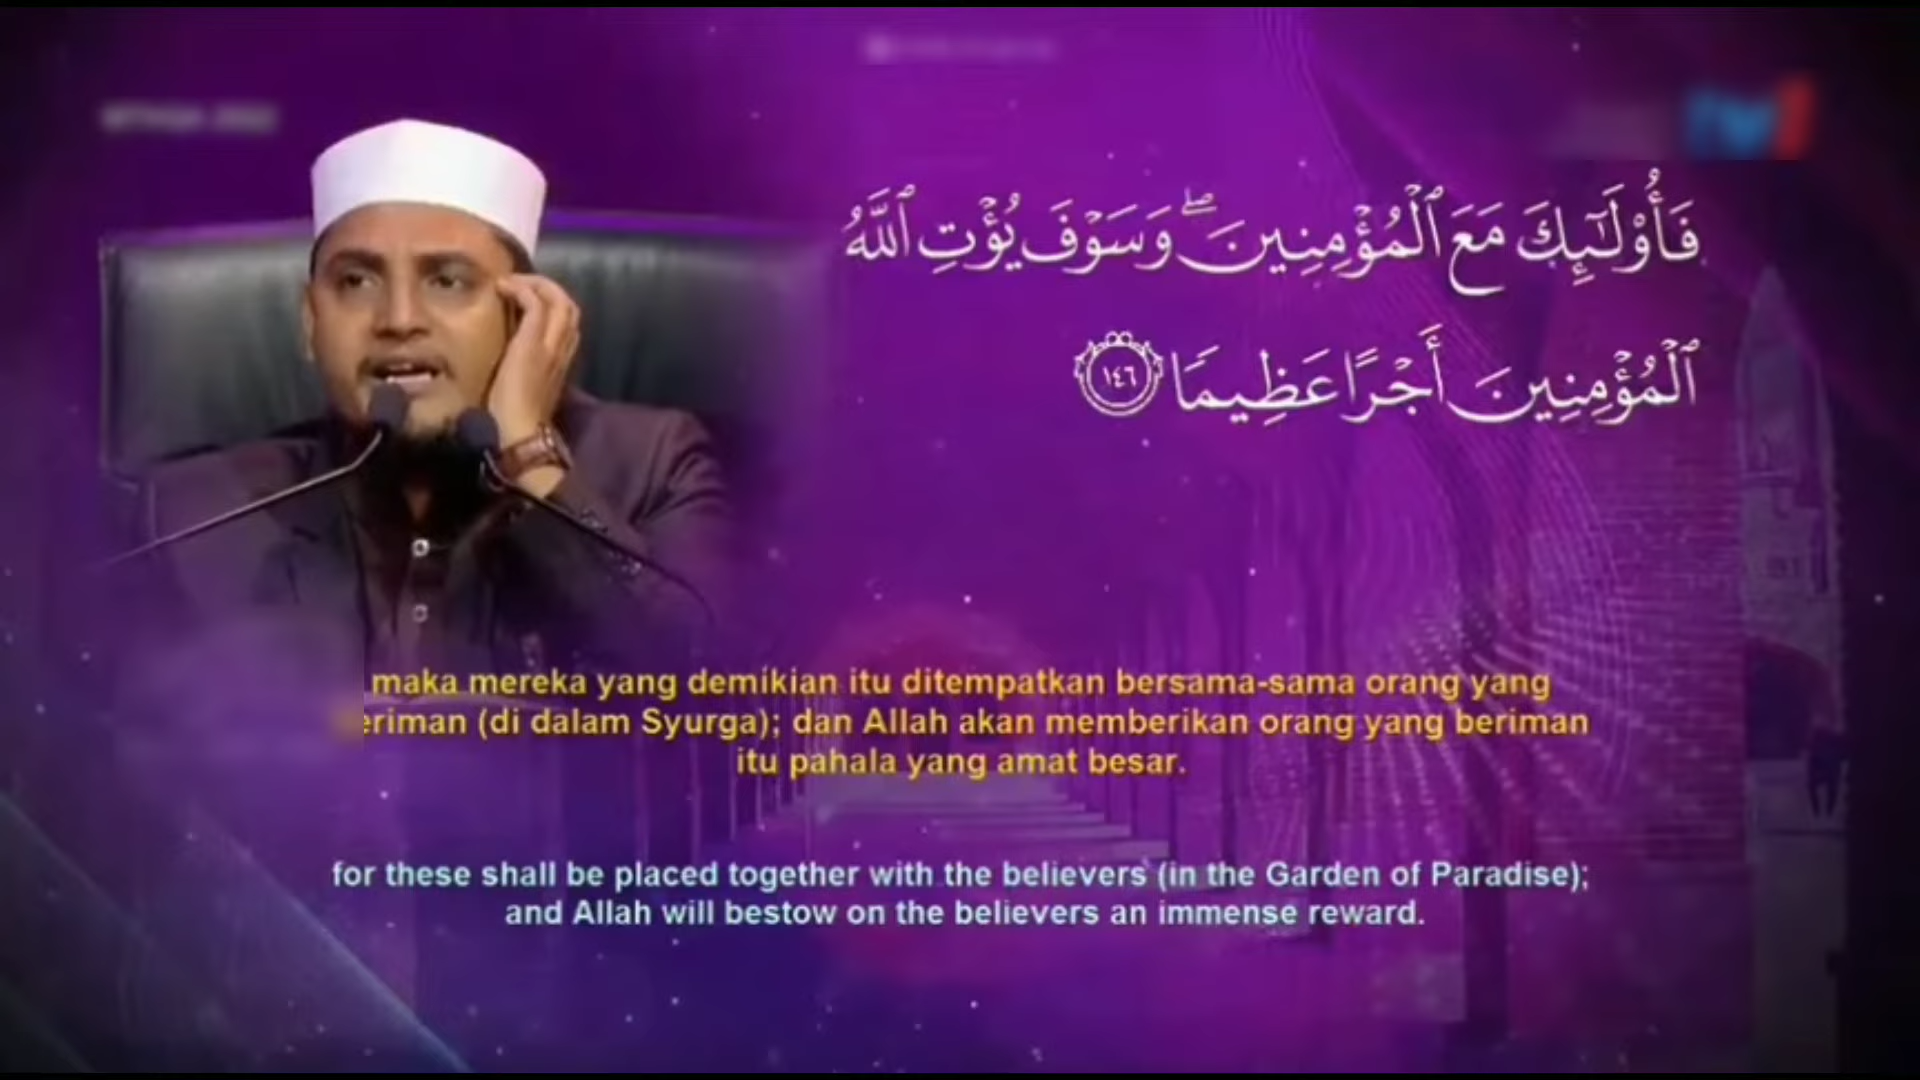 فَأُو۟لَـٰٓئِكَ مَعَ ٱلْمُؤْمِنِينَ ۖ وَسَوْفَ يُؤْتِ ٱللَّهُ
ٱلْمُؤْمِنِينَ أَجْرًا عَظِيمًا ١٤٦
maka mereka yang demikian itu ditempatkan bersama-sama orang yang
eriman (di dalam Syurga); dan Allah akan memberikan orang yang beriman
itu pahala yang amat besar.
for these shall be placed together with the believers (in the Garden of Paradise);
and Allah will bestow on the believers an immense reward.